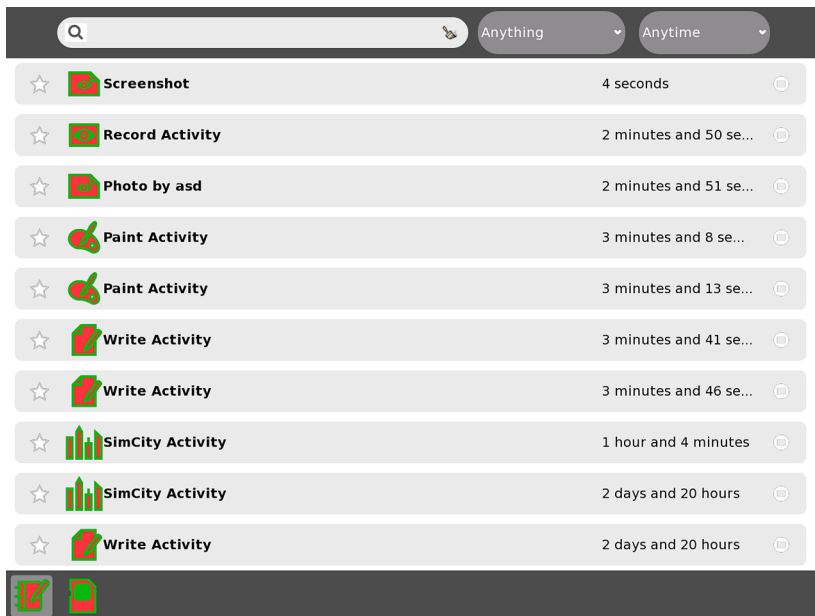 Anything Anytime
Screenshot 4 seconds
Record Activity 2 minutes and 50 se...
Photo by asd 2 minutes and 51 se...
Paint Activity 3 minutes and 8 se...
Paint Activity 3 minutes and 13 se...
Write Activity 3 minutes and 41 se...
Write Activity 3 minutes and 46 se...
SimCity Activity 1 hour and 4 minutes
SimCity Activity 2 days and 20 hours
Write Activity 2 days and 20 hours